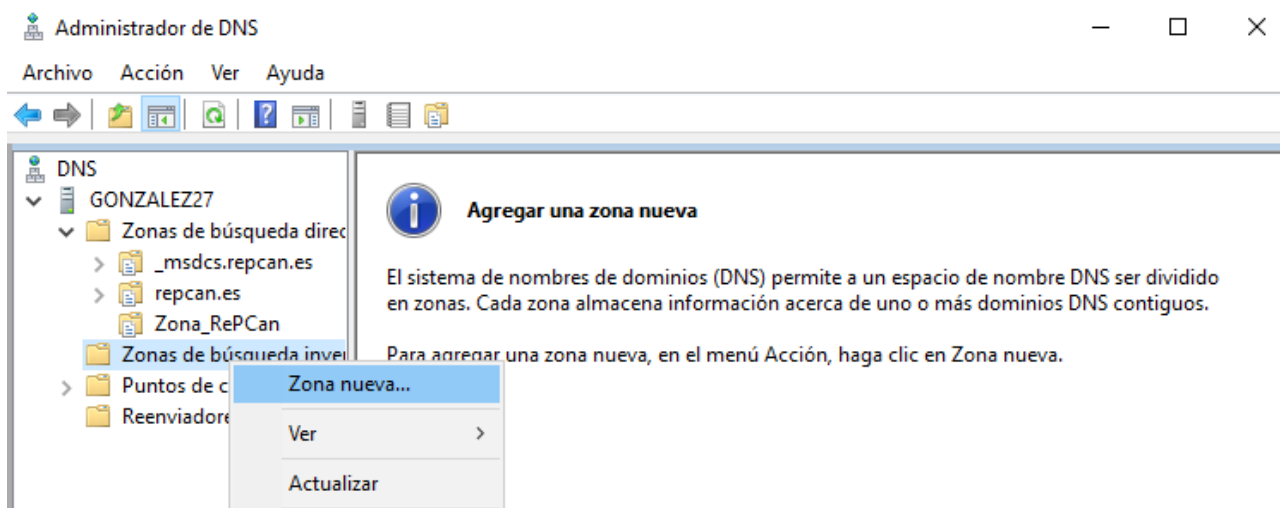 Administrador de DNS
Archivo Acción Ver Ayuda
DNS
GONZALEZ27
Zonas de búsqueda direc
_msdcs.repcan.es
repcan.es
Zona_RePCan
Zonas de búsqueda inver
Puntos de c
Reenviadore
Zona nueva...
Ver
Actualizar
Agregar una zona nueva
El sistema de nombres de dominios (DNS) permite a un espacio de nombre DNS ser dividido
en zonas. Cada zona almacena información acerca de uno o más dominios DNS contiguos.
Para agregar una zona nueva, en el menú Acción, haga clic en Zona nueva.